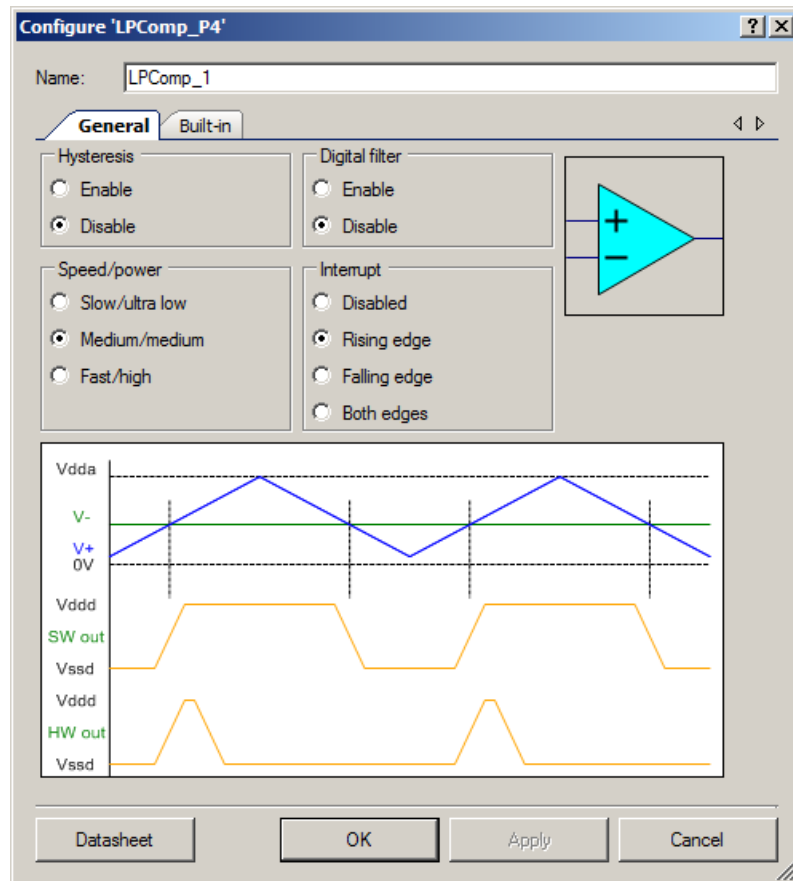 Configure 'LPComp_P4'
Name: LPComp_1
General Built-in
Hysteresis
Enable
Disable
Digital filter
Enable
Disable
Speed/power
Slow/ultra low
Medium/medium
Fast/high
Interrupt
Disabled
Rising edge
Falling edge
Both edges
Vdda
V-
V+
0V
Vddd
SW out
Vssd
Vddd
HW out
Vssd
Datasheet OK Apply Cancel